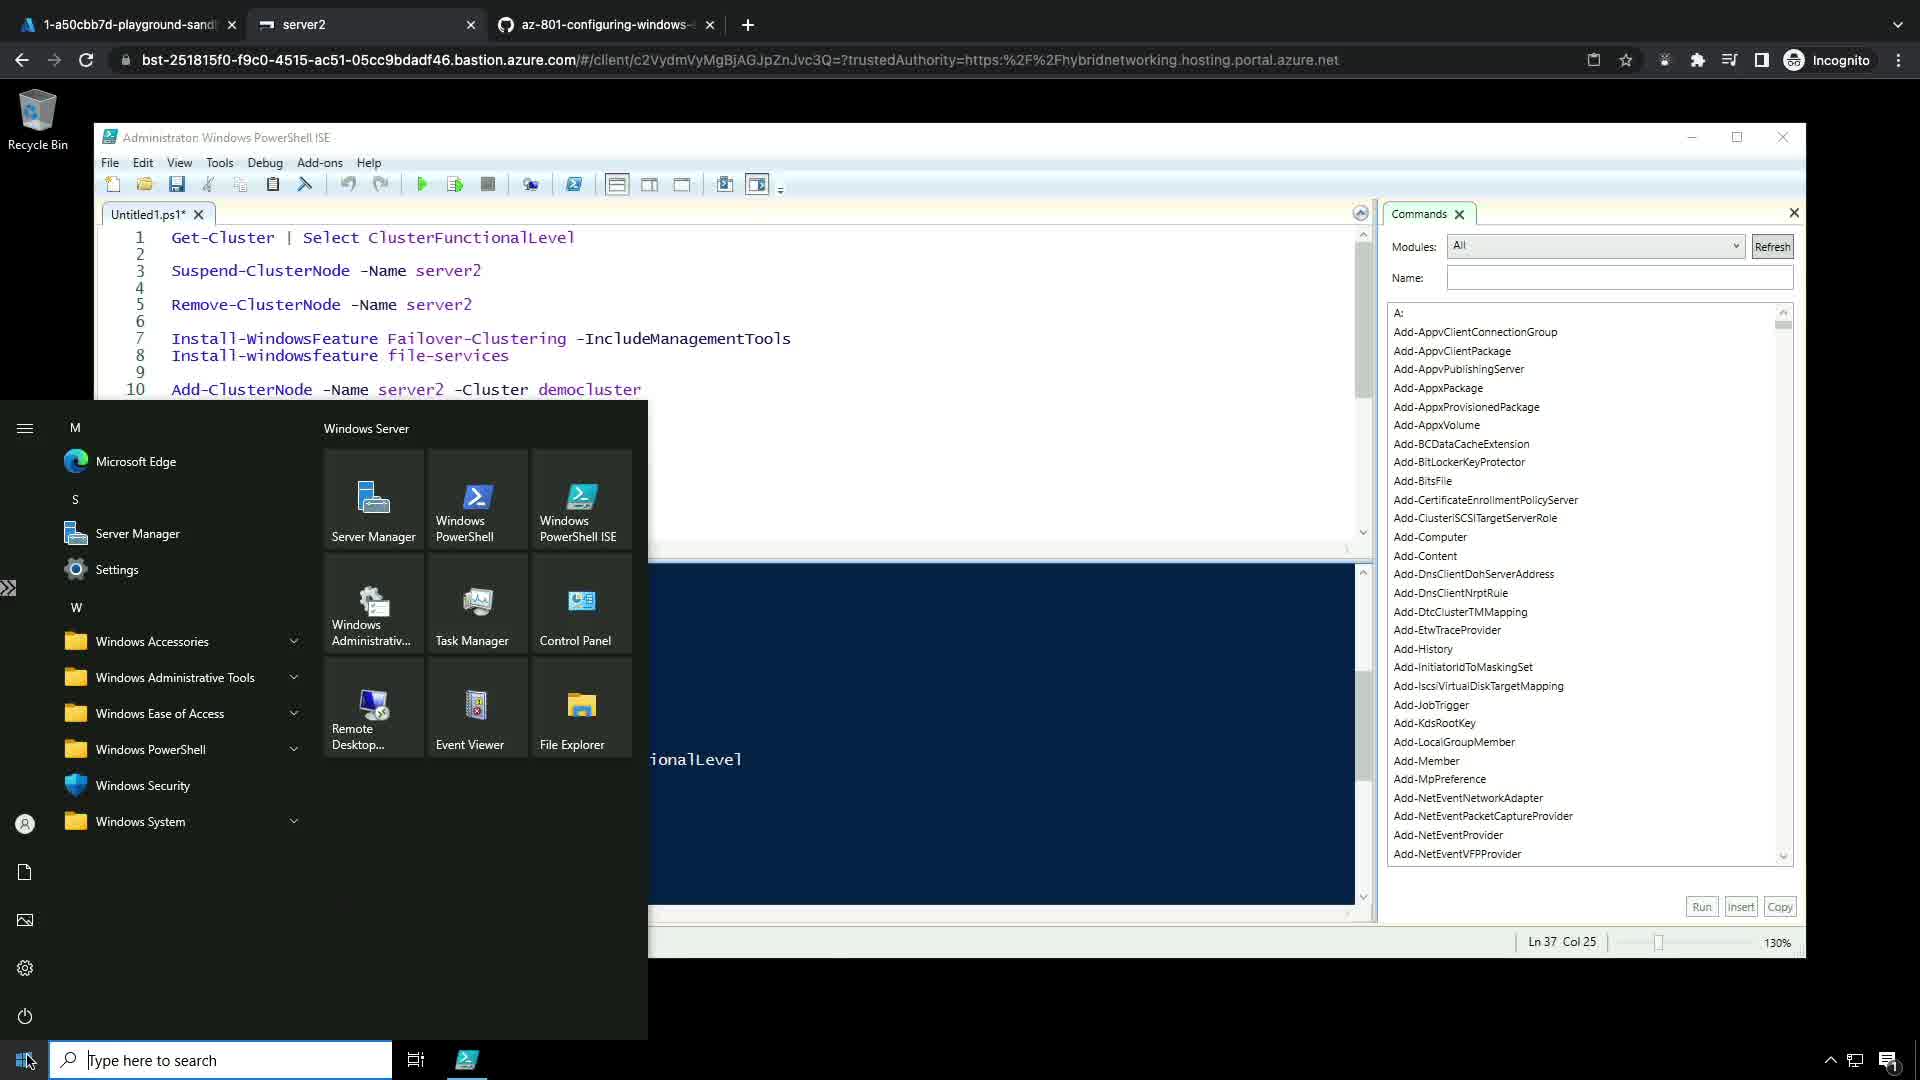 1-a50cbb7d-playground-sand
server2
az-801-configuring-windows-
bst-251815f0-f9c0-4515-ac51-05cc9bdadf46.bastion.azure.com/#/client/c2VydmVyMgBjAGJpZnJvc3Q=?trustedAuthority=https:%2F%2Fhybridnetworking.hosting.portal.azure.net
Incognito
Recycle Bin
Administrator: Windows PowerShell ISE
File Edit View Tools Debug Add-ons Help
Untitled1.ps1*
1 Get-Cluster | Select ClusterFunctionalLevel
2
3 Suspend-ClusterNode -Name server2
4
5 Remove-ClusterNode -Name server2
6
7 Install-WindowsFeature Failover-Clustering -IncludeManagementTools
8 Install-windowsfeature file-services
9
10 Add-ClusterNode -Name server2 -Cluster democluster
ionalLevel
Ln 37 Col 25
130%
Commands
Modules: All Refresh
Name:
A:
Add-AppvClientConnectionGroup
Add-AppvClientPackage
Add-AppvPublishingServer
Add-AppxPackage
Add-AppxProvisionedPackage
Add-AppxVolume
Add-BCDataCacheExtension
Add-BitLockerKeyProtector
Add-BitsFile
Add-CertificateEnrollmentPolicyServer
Add-ClusteriSCSITargetServerRole
Add-Computer
Add-Content
Add-DnsClientDohServerAddress
Add-DnsClientNrptRule
Add-DtcClusterTMMapping
Add-EtwTraceProvider
Add-History
Add-InitiatorIdToMaskingSet
Add-IscsiVirtualDiskTargetMapping
Add-JobTrigger
Add-KdsRootKey
Add-LocalGroupMember
Add-Member
Add-MpPreference
Add-NetEventNetworkAdapter
Add-NetEventPacketCaptureProvider
Add-NetEventProvider
Add-NetEventVFPProvider
Run Insert Copy
M
Microsoft Edge
S
Server Manager
Settings
W
Windows Accessories
Windows Administrative Tools
Windows Ease of Access
Windows PowerShell
Windows Security
Windows System
Windows Server
Server Manager
Windows PowerShell
Windows PowerShell ISE
Windows Administrativ...
Task Manager
Control Panel
Remote Desktop...
Event Viewer
File Explorer
Type here to search
1